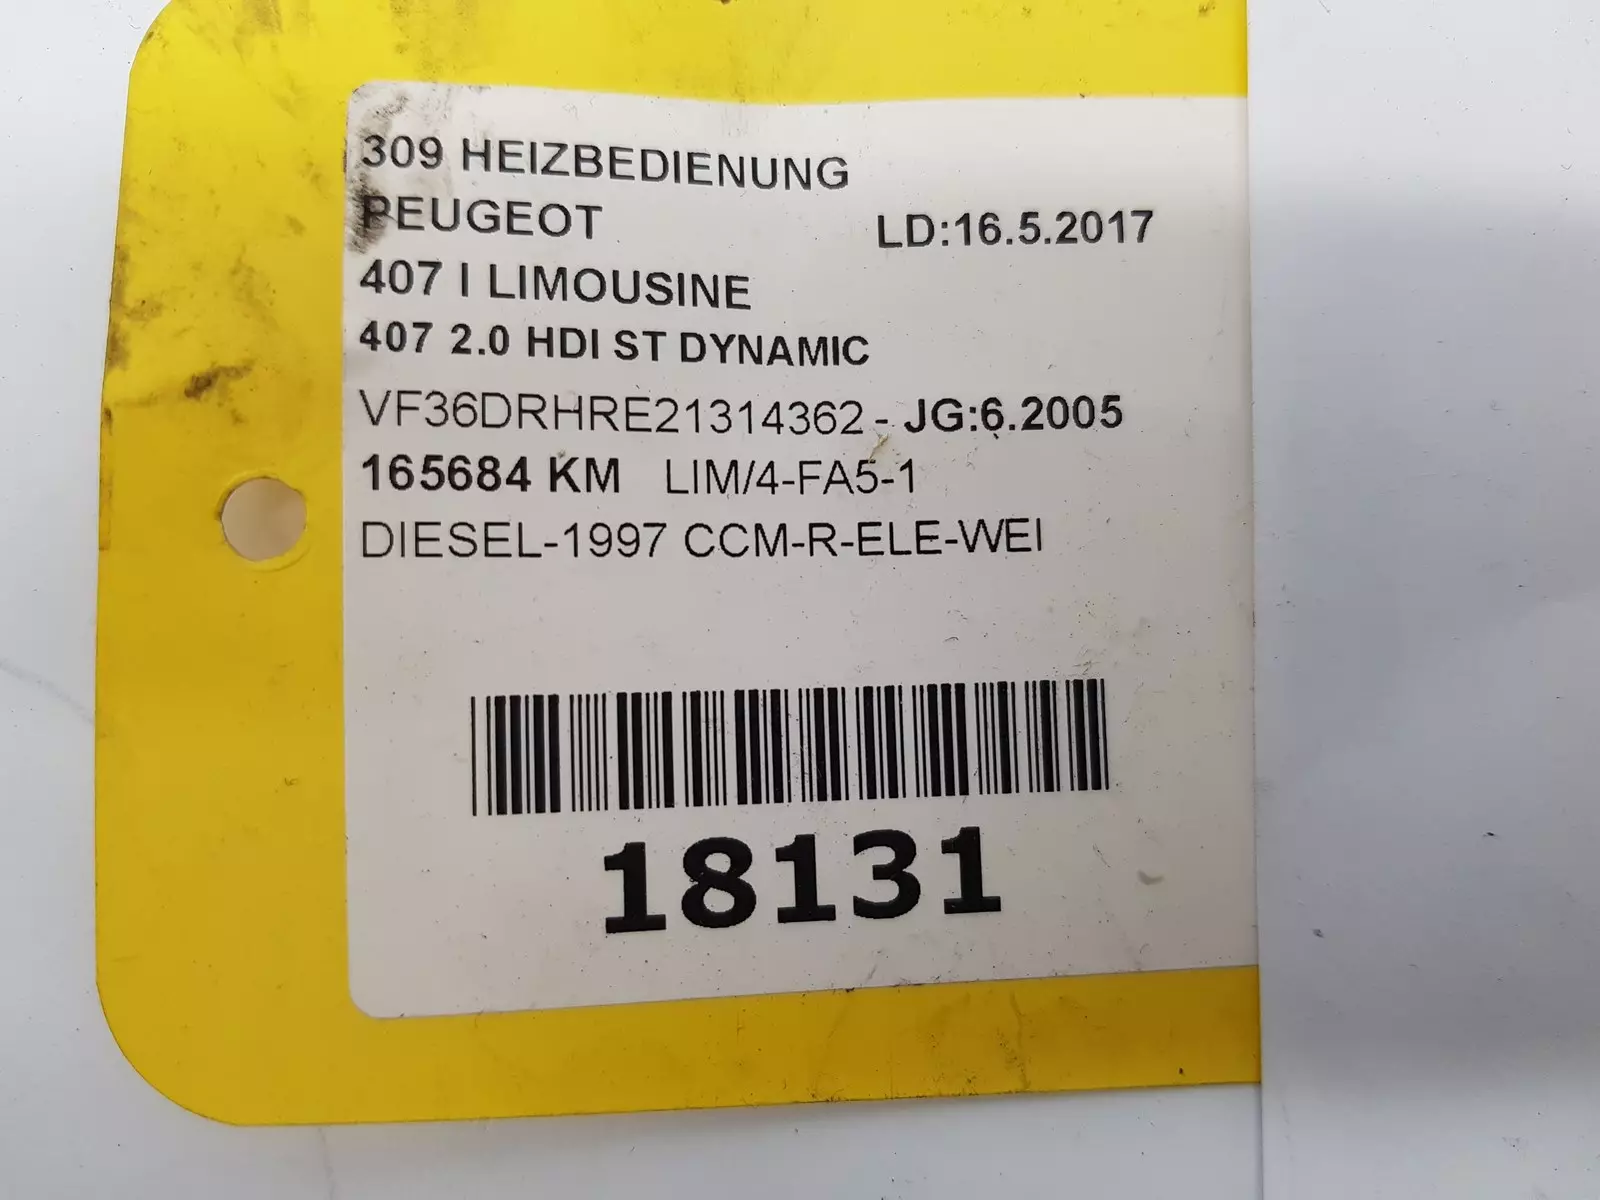 309 HEIZBEDIENUNG
PEUGEOT LD:16.5.2017
407 I LIMOUSINE
407 2.0 HDI ST DYNAMIC
VF36DRHRE21314362 - JG:6.2005
165684 KM LIM/4-FA5-1
DIESEL-1997 CCM-R-ELE-WEI
18131